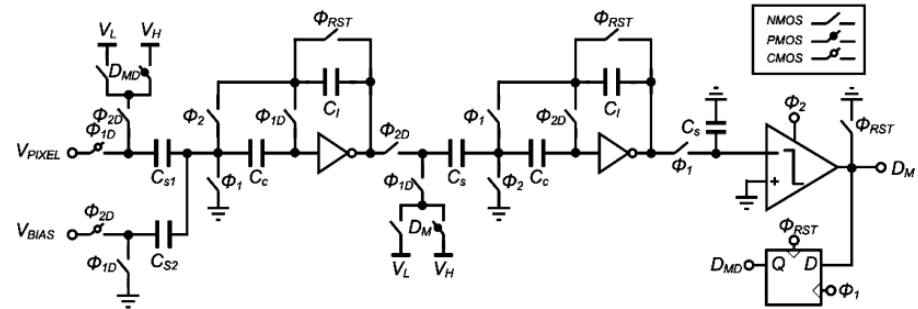 Φ_RST
Φ_RST
NMOS
PMOS
CMOS
V_L V_H
D_MD
C_I
C_I
Φ_2D
Φ_1D
Φ_2
Φ_1D
Φ_2D
Φ_1
Φ_2D
C_s
Φ_2
Φ_RST
V_PIXEL
C_s1
C_c
C_s
C_c
Φ_1
D_M
Φ_1
Φ_1D
Φ_2
+
Φ_2D
D_M
V_BIAS
C_S2
Φ_1D
V_L V_H
Φ_RST
D_MD
Q D
Φ_1